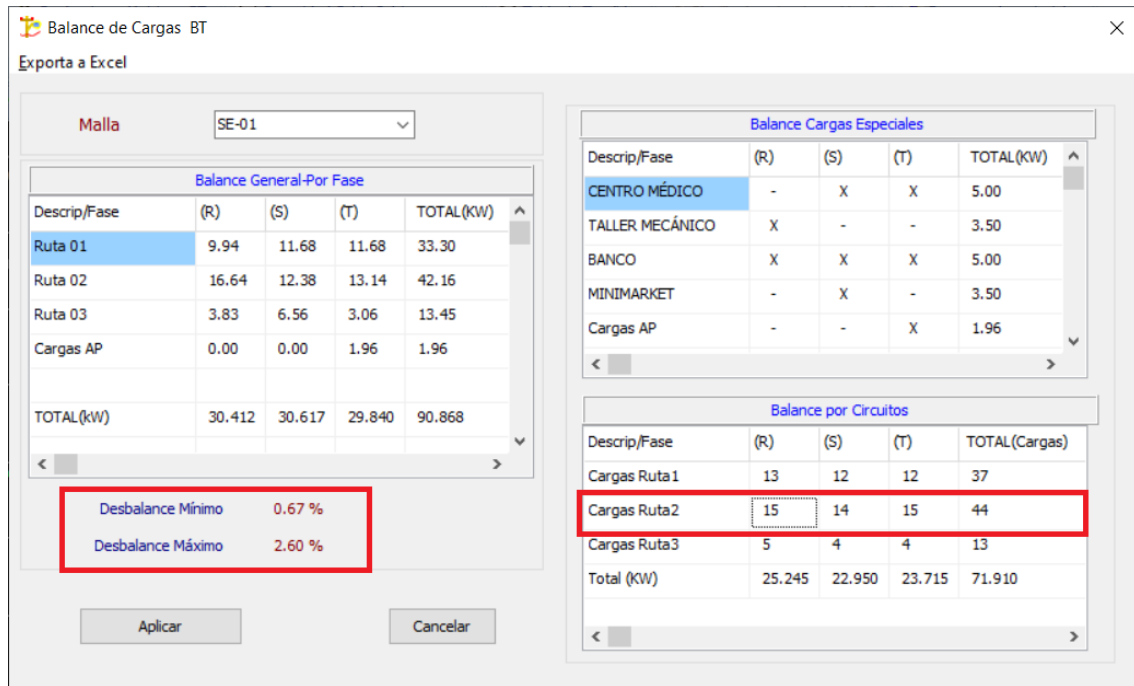 Balance de Cargas BT
Exporta a Excel
Malla SE-01
Balance General-Por Fase
Descrip/Fase (R) (S) (T) TOTAL(KW)
Ruta 01 9.94 11.68 11.68 33.30
Ruta 02 16.64 12.38 13.14 42.16
Ruta 03 3.83 6.56 3.06 13.45
Cargas AP 0.00 0.00 1.96 1.96
TOTAL(kW) 30.412 30.617 29.840 90.868
Desbalance Mínimo 0.67 %
Desbalance Máximo 2.60 %
Aplicar Cancelar
Balance Cargas Especiales
Descrip/Fase (R) (S) (T) TOTAL(KW)
CENTRO MÉDICO - X X 5.00
TALLER MECÁNICO X - - 3.50
BANCO X X X 5.00
MINIMARKET - X - 3.50
Cargas AP - - X 1.96
Balance por Circuitos
Descrip/Fase (R) (S) (T) TOTAL(Cargas)
Cargas Ruta1 13 12 12 37
Cargas Ruta2 15 14 15 44
Cargas Ruta3 5 4 4 13
Total (KW) 25.245 22.950 23.715 71.910